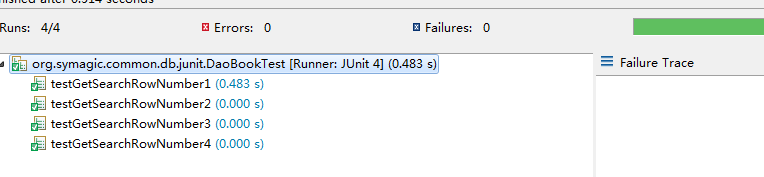 nished after 0.514 seconds
Runs: 4/4 Errors: 0 Failures: 0
org.symagic.common.db.junit.DaoBookTest [Runner: JUnit 4] (0.483 s)
Failure Trace
testGetSearchRowNumber1 (0.483 s)
testGetSearchRowNumber2 (0.000 s)
testGetSearchRowNumber3 (0.000 s)
testGetSearchRowNumber4 (0.000 s)